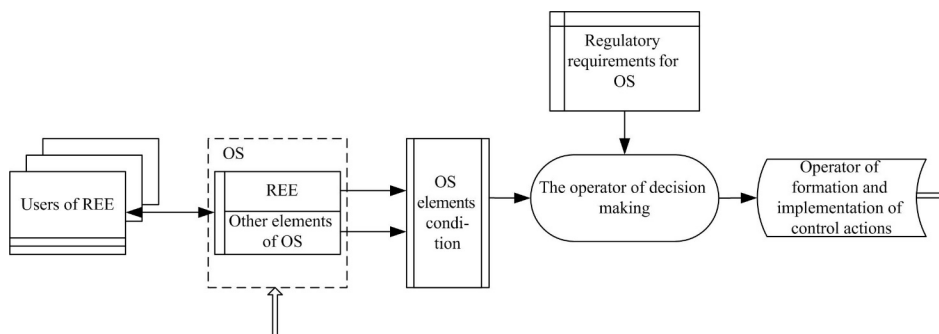 Users of REE
OS
REE
Other elements
of OS
OS
elements
condi-
tion
Regulatory
requirements for
OS
The operator of decision
making
Operator of
formation and
implementation of
control actions